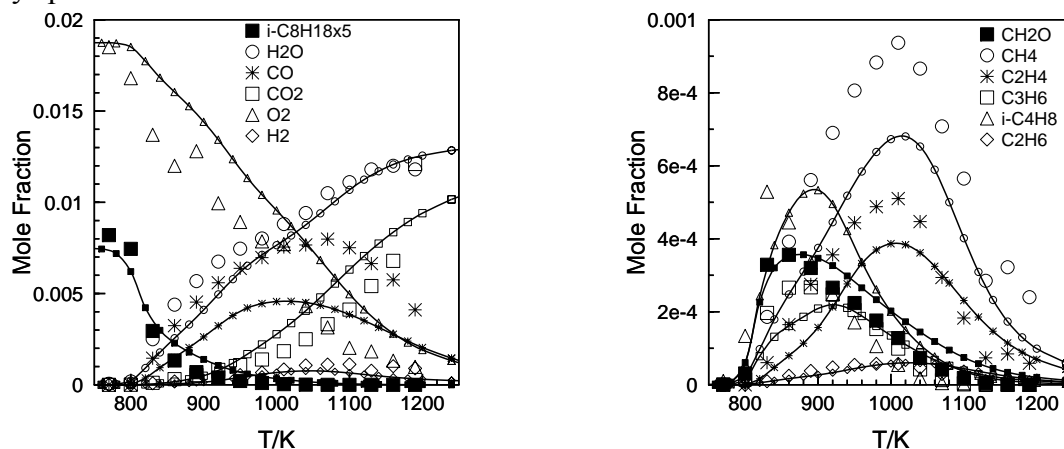 0.02
0.015
0.01
0.005
0
Mole Fraction
i-C8H18x5
H2O
CO
CO2
O2
H2
800 900 1000 1100 1200
T/K
0.001
8e-4
6e-4
4e-4
2e-4
0
Mole Fraction
CH2O
CH4
C2H4
C3H6
i-C4H8
C2H6
800 900 1000 1100 1200
T/K